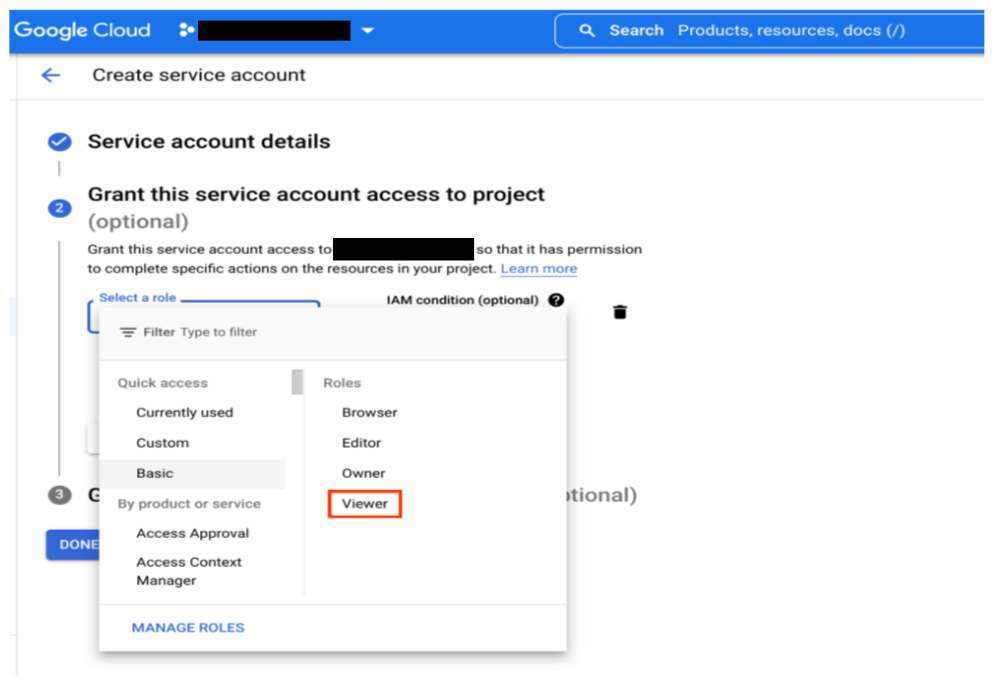 Google Cloud
Search Products, resources, docs (/)
Create service account
Service account details
2
Grant this service account access to project
(optional)
Grant this service account access to so that it has permission
to complete specific actions on the resources in your project. Learn more
Select a role
IAM condition (optional) ?
Filter Type to filter
Quick access
Currently used
Custom
Basic
By product or service
Access Approval
Access Context
Manager
Roles
Browser
Editor
Owner
Viewer
3
DONE
MANAGE ROLES